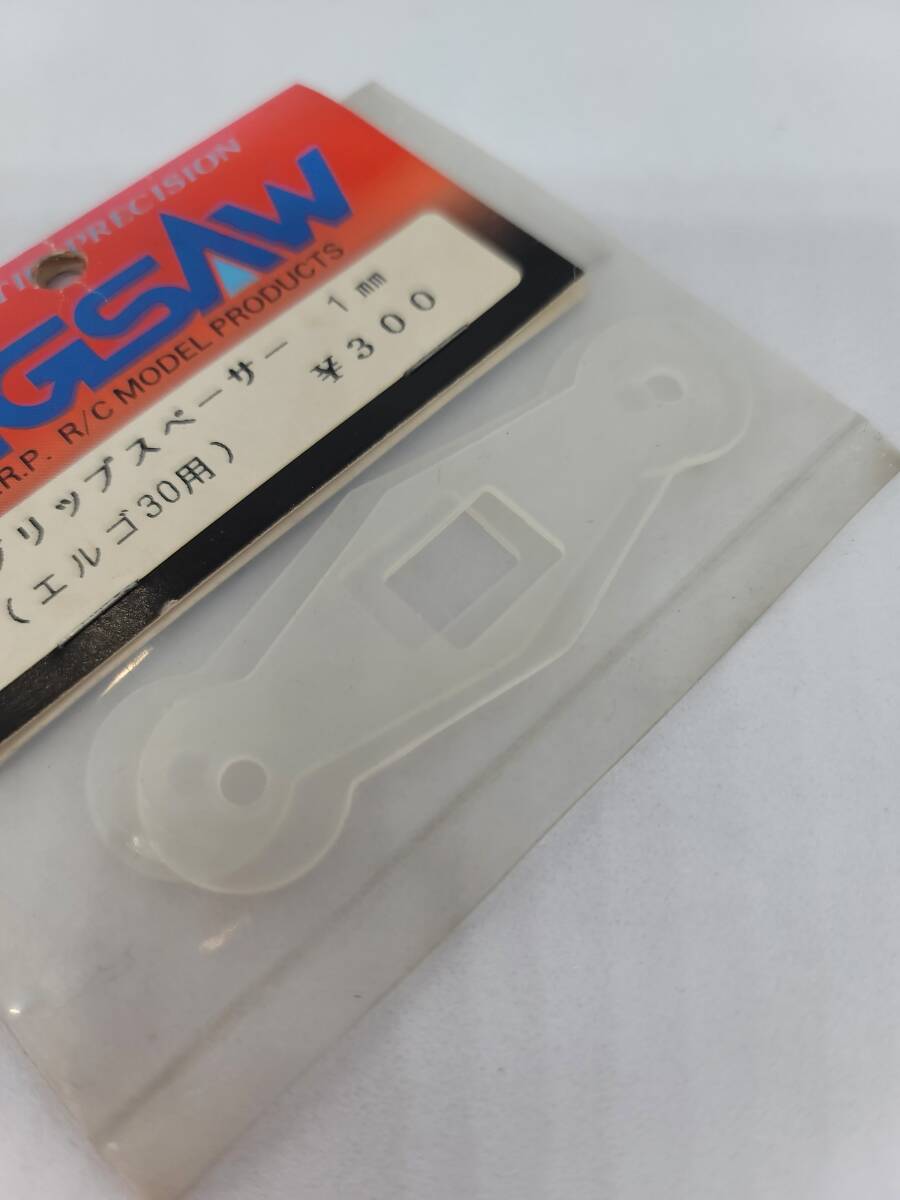 PRECISION
GSAW
R.P. R/C MODEL PRODUCTS
リップスペーサー 1mm
(エルゴ30用) ¥300